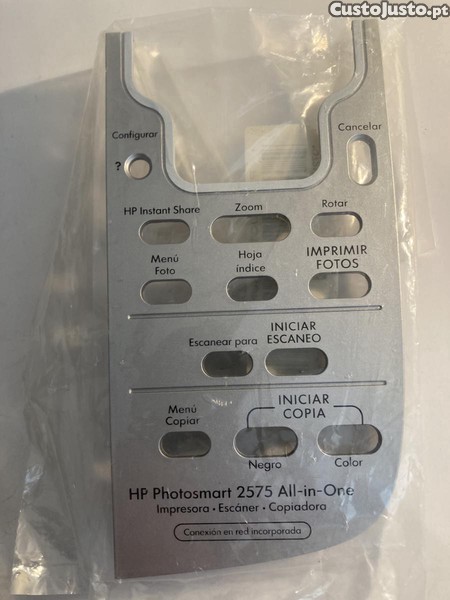 CustoJusto.pt
Configurar
?
Cancelar
HP Instant Share
Zoom
Rotar
Menú
Foto
Hoja
índice
IMPRIMIR
FOTOS
Escanear para
INICIAR
ESCANEO
Menú
Copiar
INICIAR
COPIA
Negro
Color
HP Photosmart 2575 All-in-One
Impresora • Escáner • Copiadora
Conexión en red incorporada